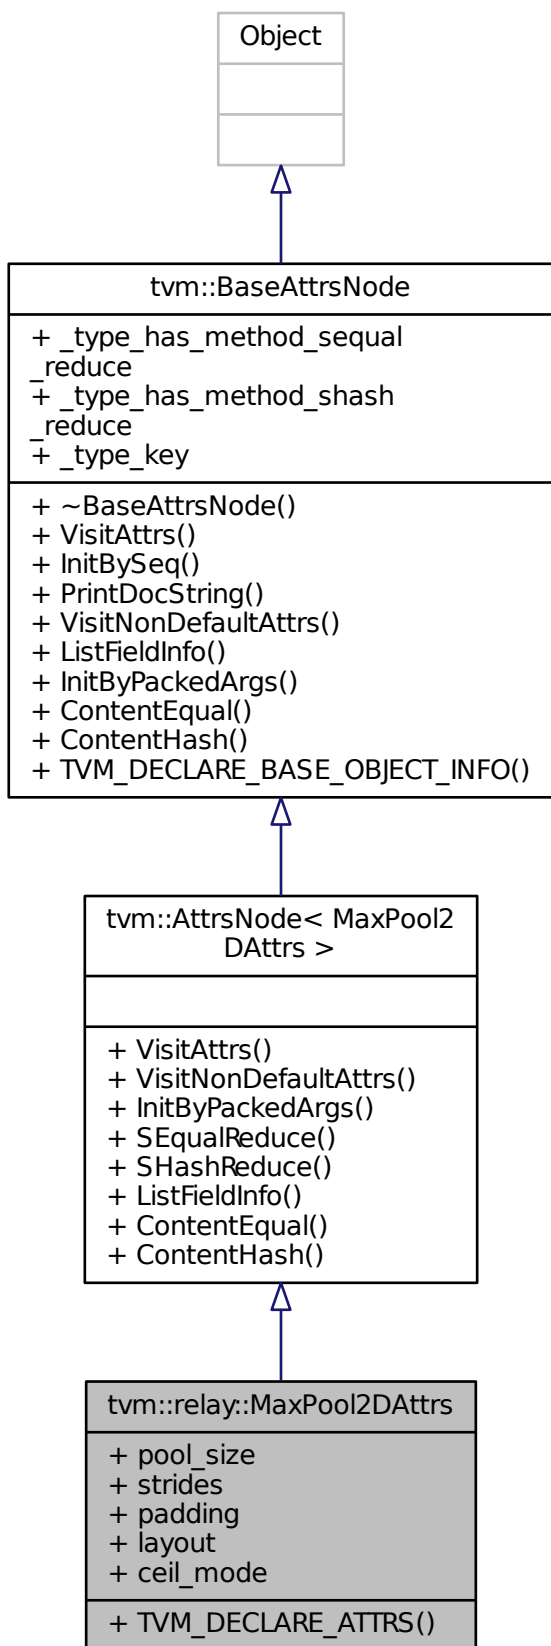 Object
tvm::BaseAttrsNode
+ _type_has_method_sequal
_reduce
+ _type_has_method_shash
_reduce
+ _type_key
+ ~BaseAttrsNode()
+ VisitAttrs()
+ InitBySeq()
+ PrintDocString()
+ VisitNonDefaultAttrs()
+ ListFieldInfo()
+ InitByPackedArgs()
+ ContentEqual()
+ ContentHash()
+ TVM_DECLARE_BASE_OBJECT_INFO()
tvm::AttrsNode< MaxPool2
DAttrs >
+ VisitAttrs()
+ VisitNonDefaultAttrs()
+ InitByPackedArgs()
+ SEqualReduce()
+ SHashReduce()
+ ListFieldInfo()
+ ContentEqual()
+ ContentHash()
tvm::relay::MaxPool2DAttrs
+ pool_size
+ strides
+ padding
+ layout
+ ceil_mode
+ TVM_DECLARE_ATTRS()